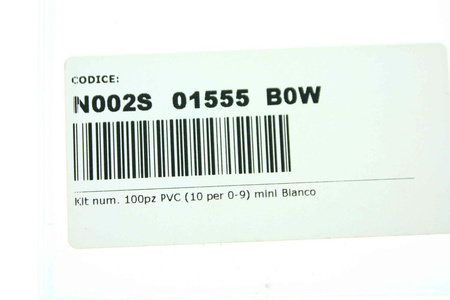 CODICE:
N002S 01555 B0W
Kit num. 100pz PVC (10 per 0-9) mini Bianco